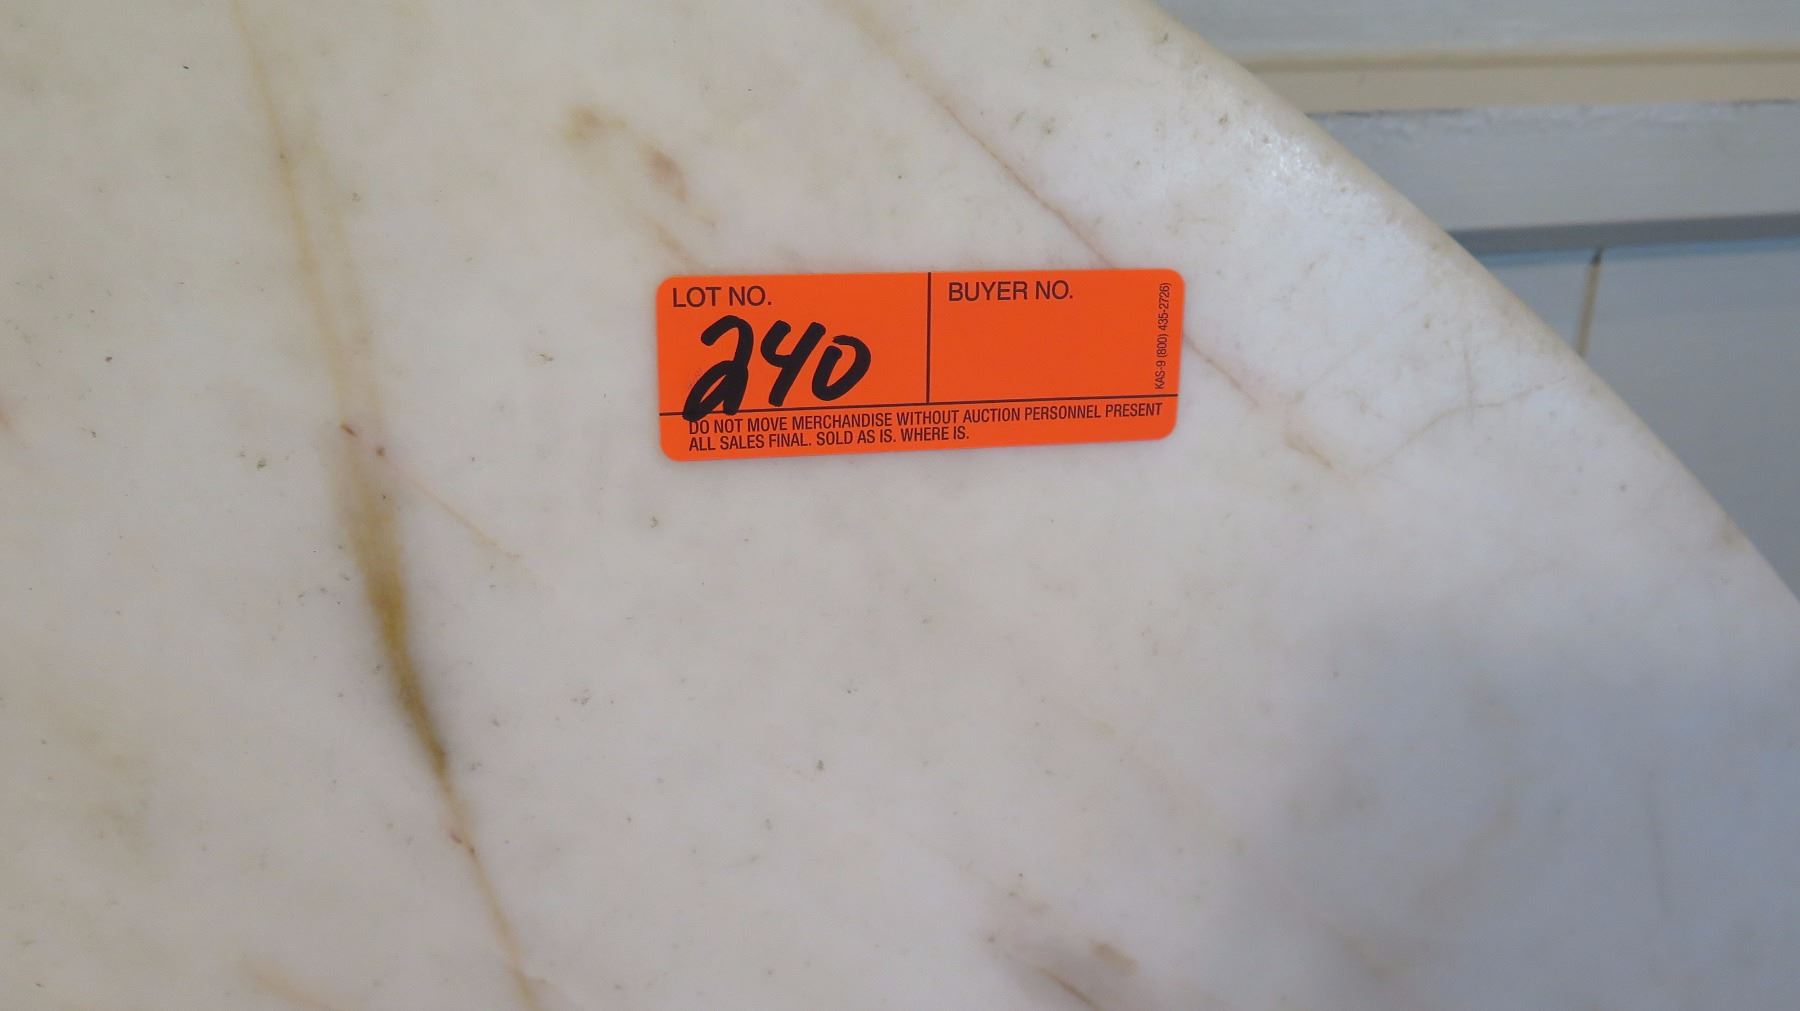 LOT NO.
240
BUYER NO.
KAS-9 (800) 435-2726)
DO NOT MOVE MERCHANDISE WITHOUT AUCTION PERSONNEL PRESENT
ALL SALES FINAL. SOLD AS IS. WHERE IS.